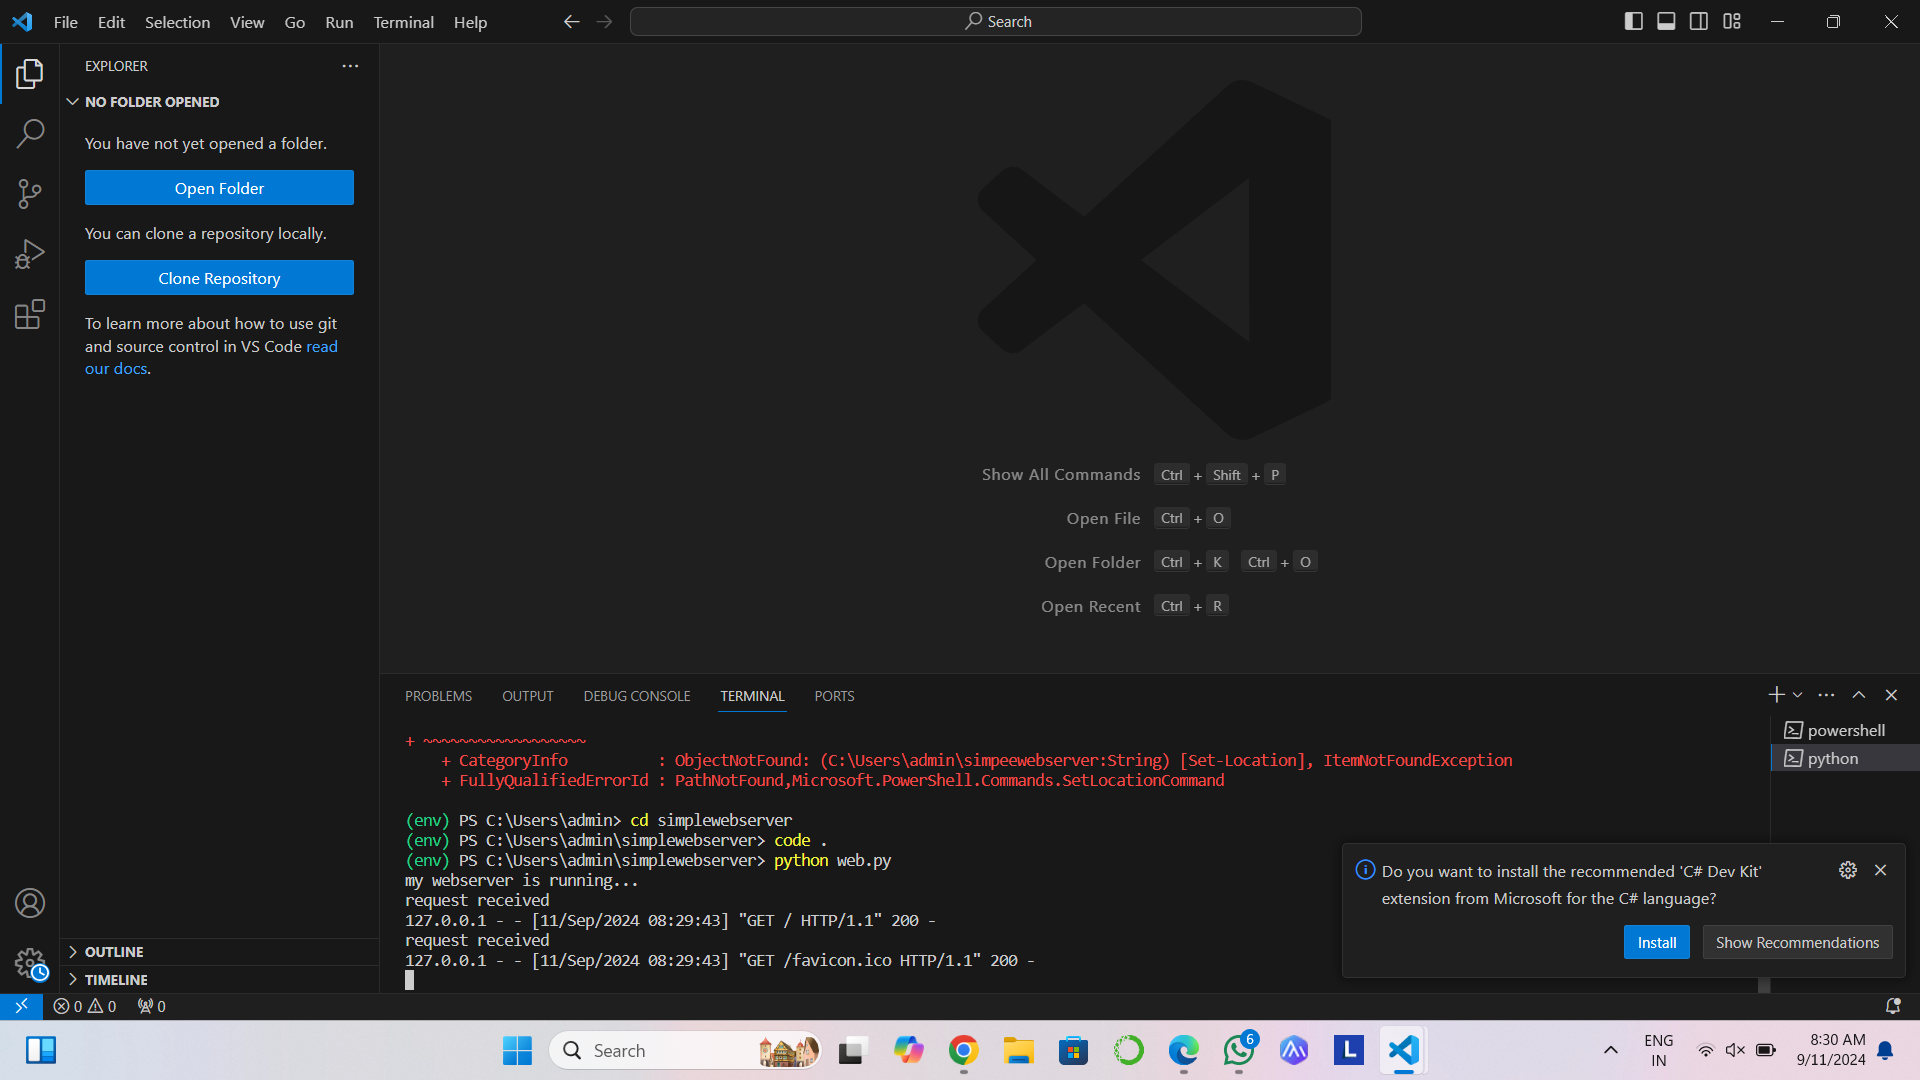 File Edit Selection View Go Run Terminal Help
Search
EXPLORER
NO FOLDER OPENED
You have not yet opened a folder.
Open Folder
You can clone a repository locally.
Clone Repository
To learn more about how to use git
and source control in VS Code read
our docs.
OUTLINE
TIMELINE
Show All Commands Ctrl + Shift + P
Open File Ctrl + O
Open Folder Ctrl + K Ctrl + O
Open Recent Ctrl + R
PROBLEMS OUTPUT DEBUG CONSOLE TERMINAL PORTS
+ ~~~~~~~~~~~~~~~~~~
+ CategoryInfo : ObjectNotFound: (C:\Users\admin\simpeewebserver:String) [Set-Location], ItemNotFoundException
+ FullyQualifiedErrorId : PathNotFound,Microsoft.PowerShell.Commands.SetLocationCommand
(env) PS C:\Users\admin> cd simplewebserver
(env) PS C:\Users\admin\simplewebserver> code .
(env) PS C:\Users\admin\simplewebserver> python web.py
my webserver is running...
request received
127.0.0.1 - - [11/Sep/2024 08:29:43] "GET / HTTP/1.1" 200 -
request received
127.0.0.1 - - [11/Sep/2024 08:29:43] "GET /favicon.ico HTTP/1.1" 200 -
powershell
python
Do you want to install the recommended 'C# Dev Kit'
extension from Microsoft for the C# language?
Install Show Recommendations
0 0 0
Search
6
L
ENG
IN
8:30 AM
9/11/2024